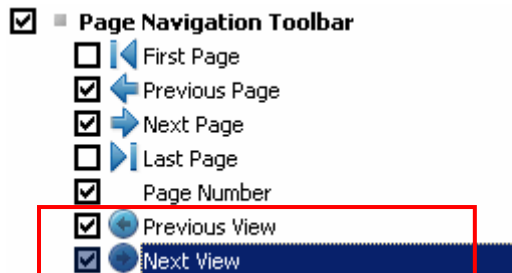 Page Navigation Toolbar
First Page
Previous Page
Next Page
Last Page
Page Number
Previous View
Next View